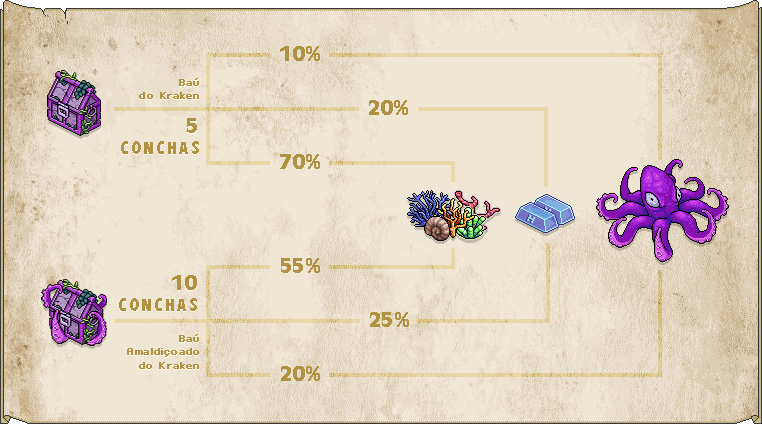 10%
Baú
do Kraken
20%
5
CONCHAS
70%
55%
10
CONCHAS
25%
Baú
Amaldiçoado
do Kraken
20%
H